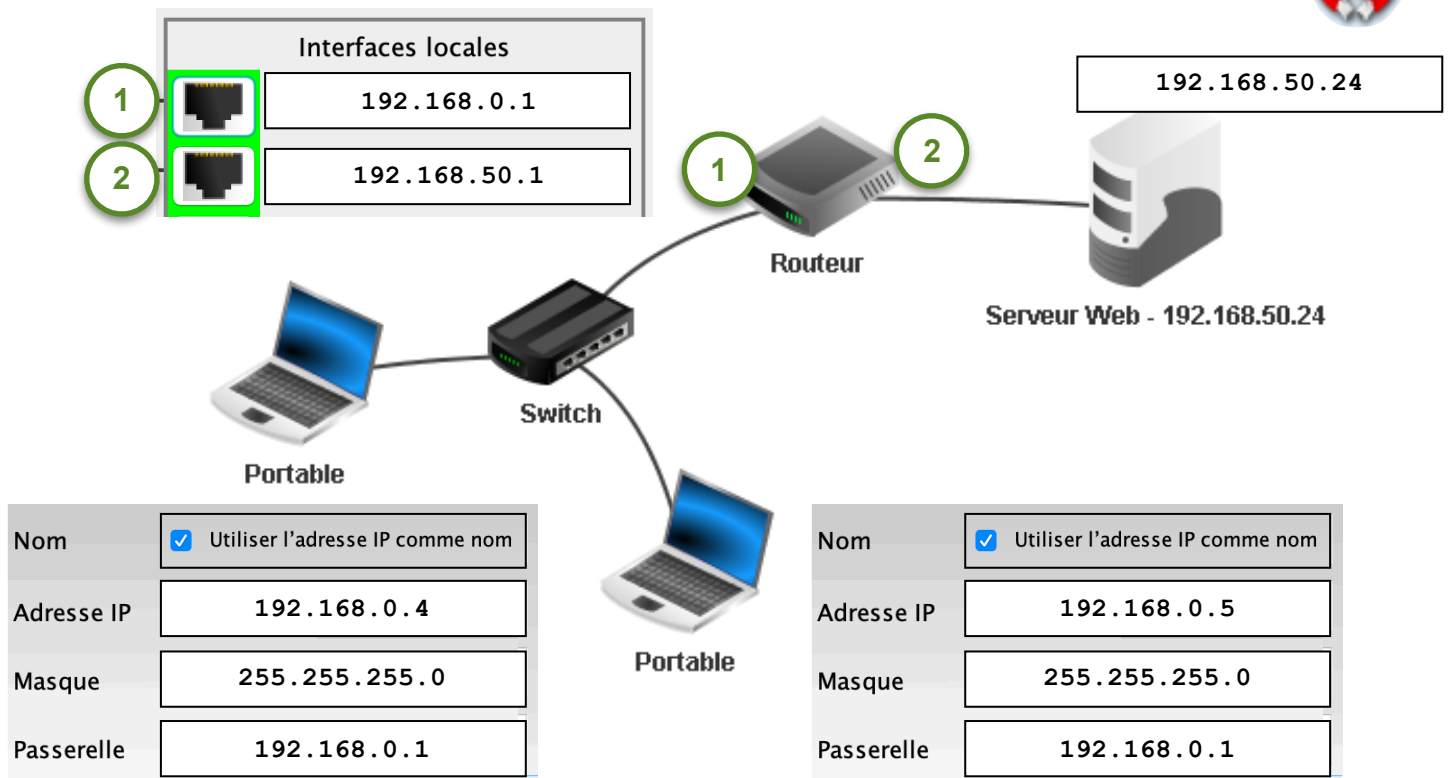 Interfaces locales
1
192.168.0.1
2
192.168.50.1
192.168.50.24
1
2
Routeur
Serveur Web - 192.168.50.24
Switch
Portable
Portable
Nom
Utiliser l'adresse IP comme nom
Adresse IP
192.168.0.4
Masque
255.255.255.0
Passerelle
192.168.0.1
Nom
Utiliser l'adresse IP comme nom
Adresse IP
192.168.0.5
Masque
255.255.255.0
Passerelle
192.168.0.1